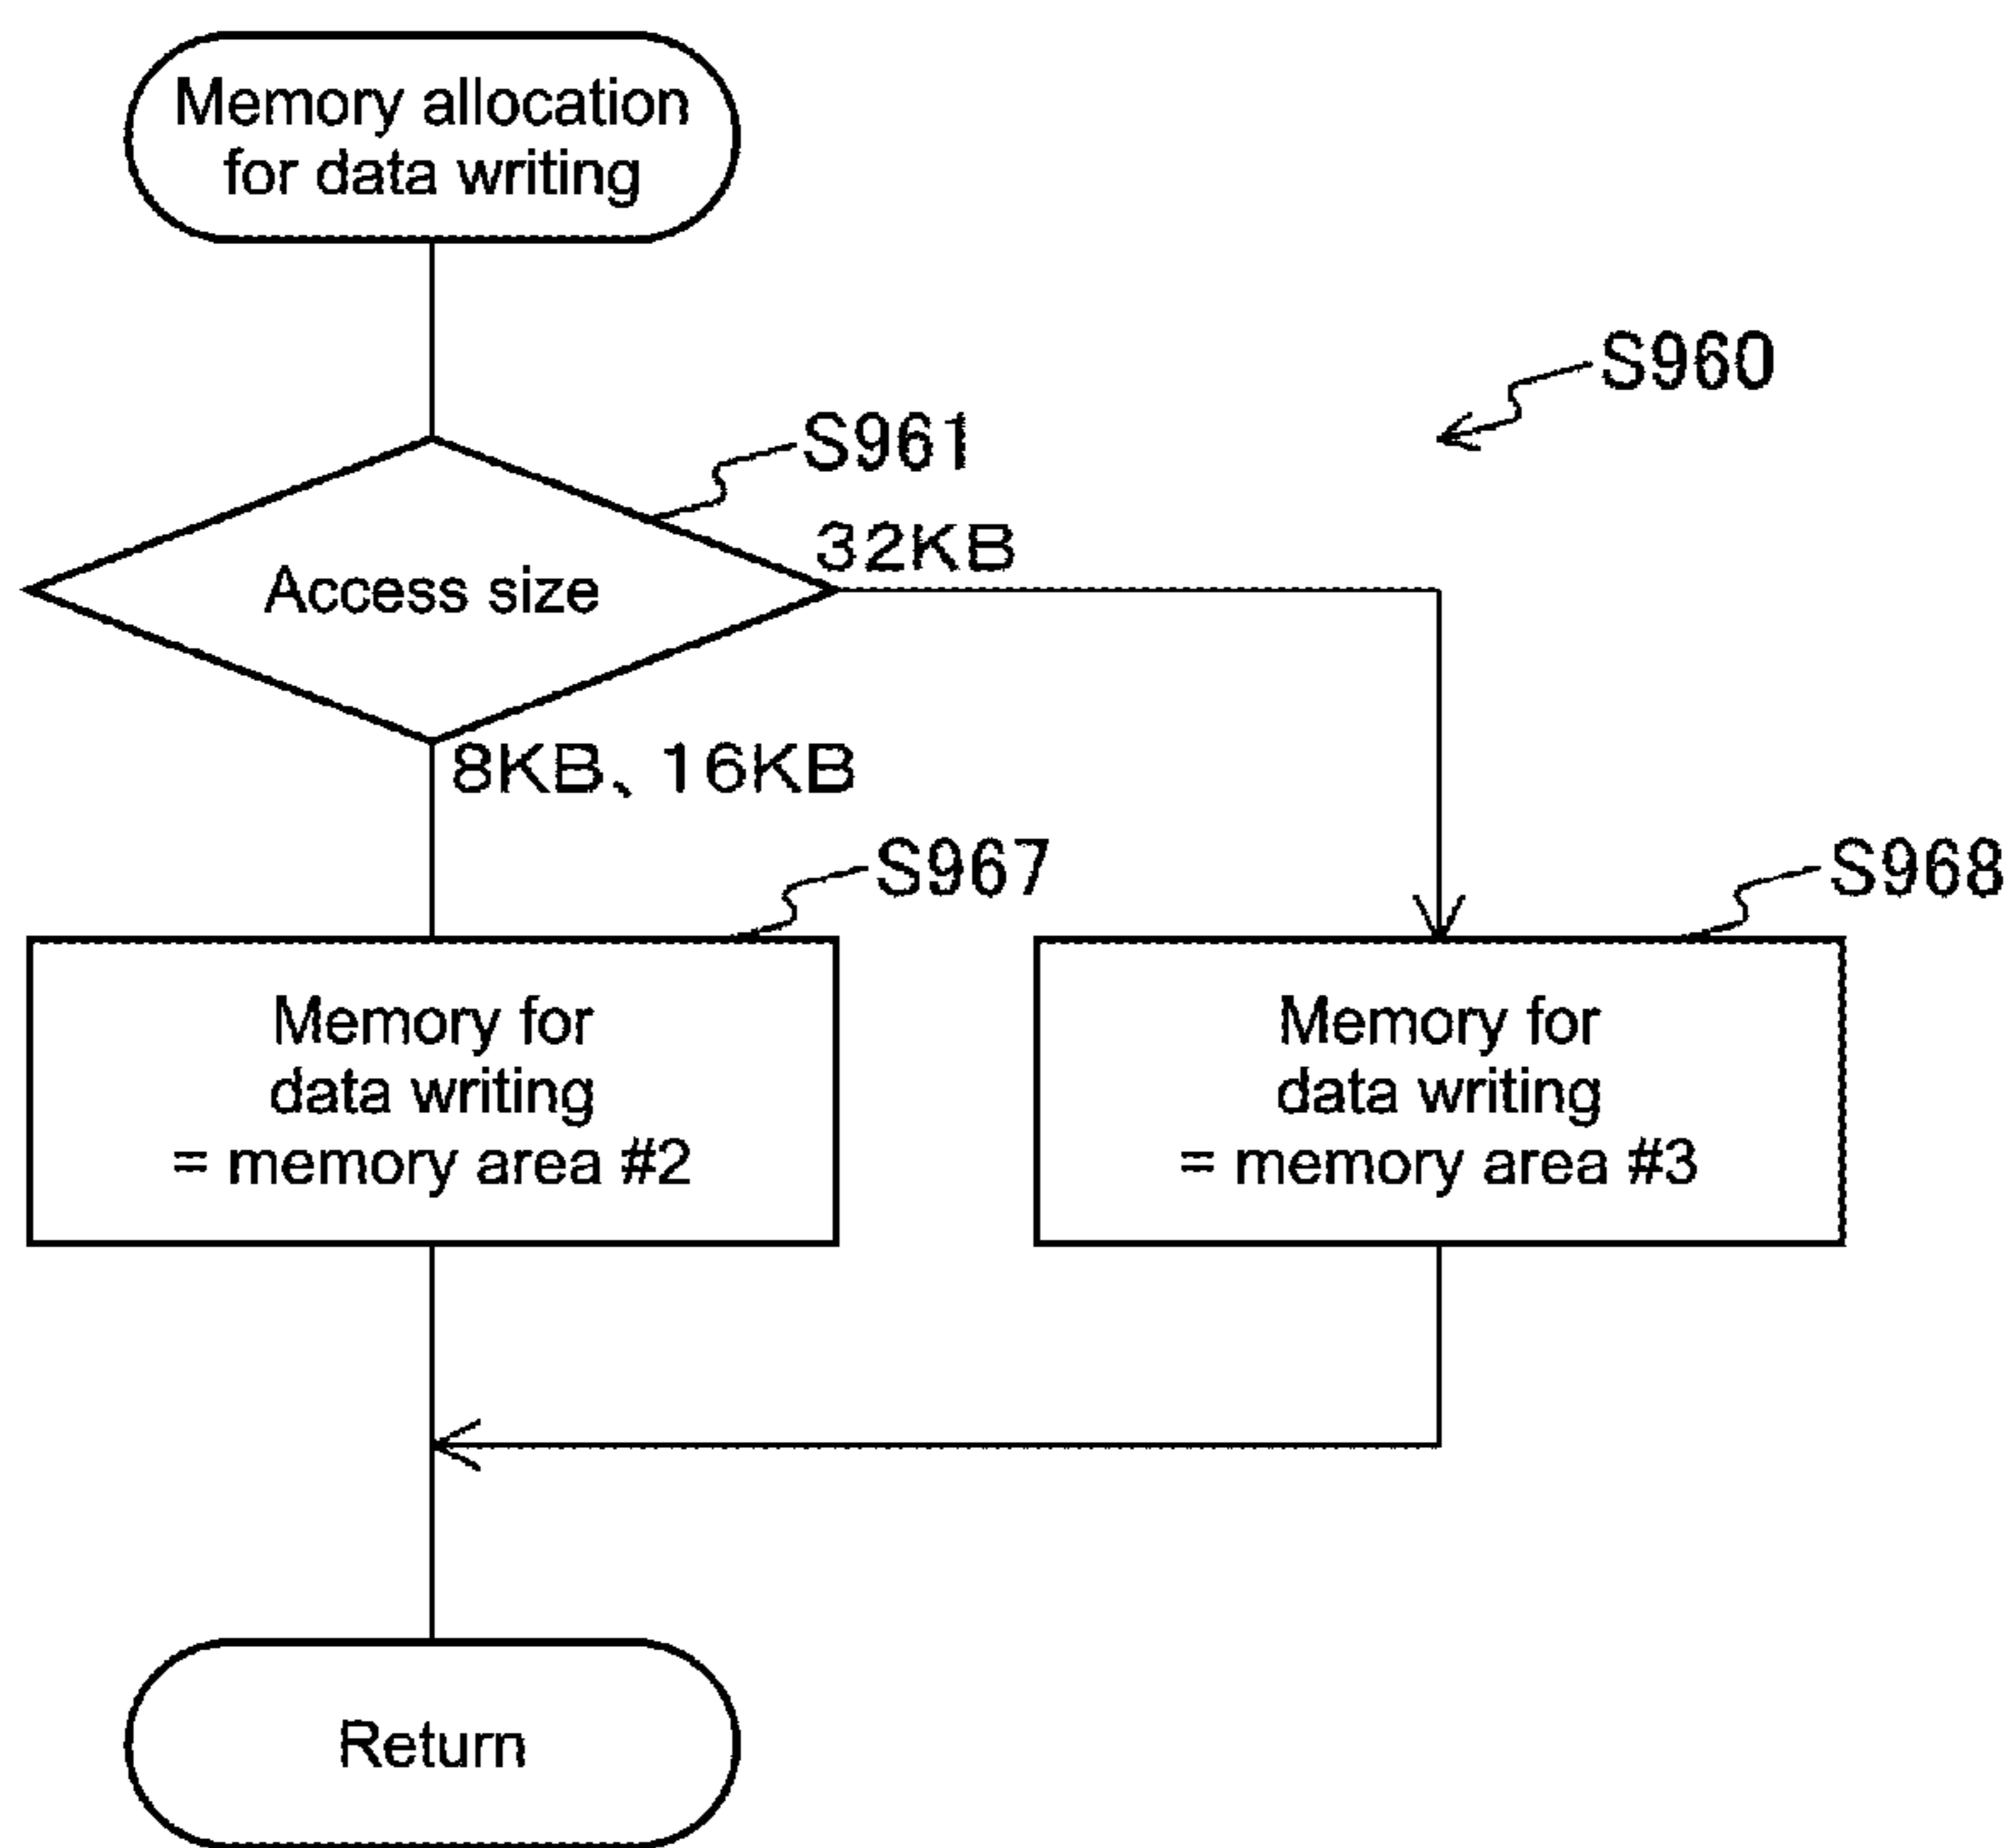 Memory allocation
for data writing
S960
S961
32KB
Access size
8KB、16KB
S967
S968
Memory for
data writing
= memory area #2
Memory for
data writing
= memory area #3
Return